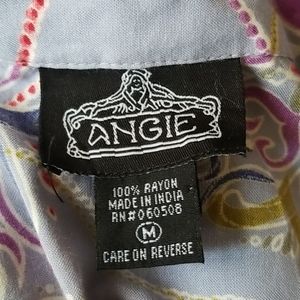 ANGIE
100% RAYON
MADE IN INDIA
RN#060508
M
CARE ON REVERSE